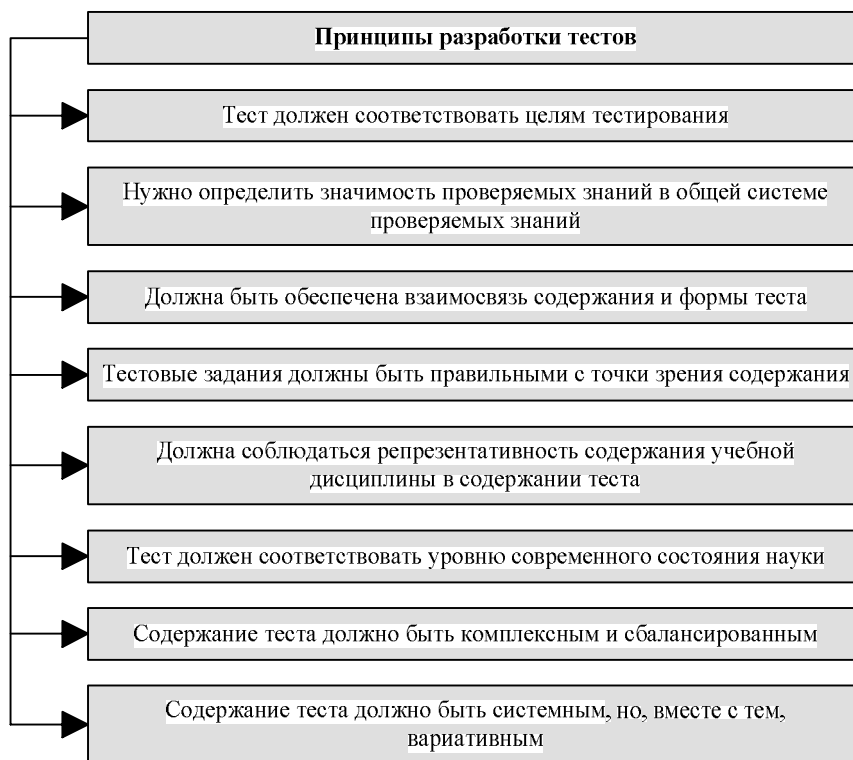 Принципы разработки тестов
Тест должен соответствовать целям тестирования
Нужно определить значимость проверяемых знаний в общей системе
проверяемых знаний
Должна быть обеспечена взаимосвязь содержания и формы теста
Тестовые задания должны быть правильными с точки зрения содержания
Должна соблюдаться репрезентативность содержания учебной
дисциплины в содержании теста
Тест должен соответствовать уровню современного состояния науки
Содержание теста должно быть комплексным и сбалансированным
Содержание теста должно быть системным, но, вместе с тем,
вариативным